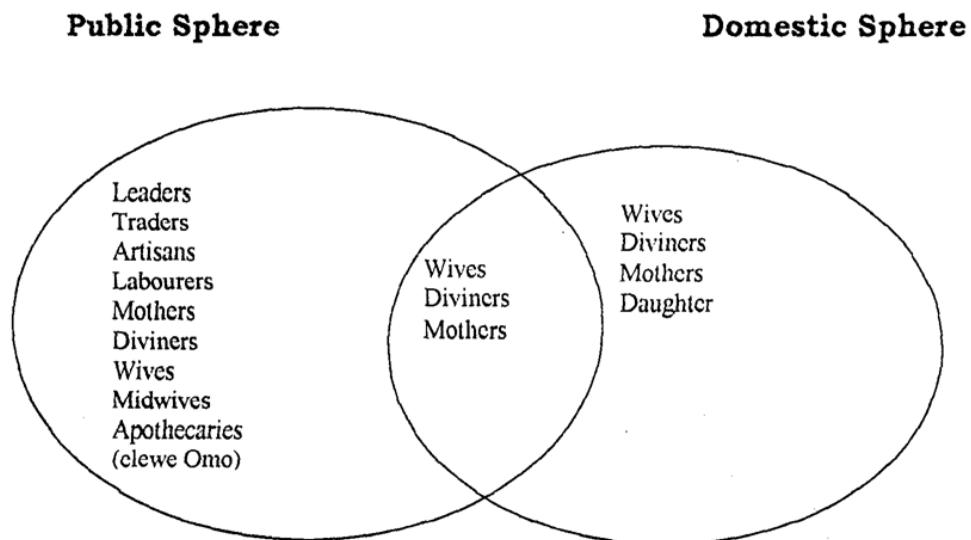 Public Sphere
Domestic Sphere
Leaders
Traders
Artisans
Labourers
Mothers
Diviners
Wives
Midwives
Apothecaries
(clewe Omo)
Wives
Diviners
Mothers
Wives
Diviners
Mothers
Daughter